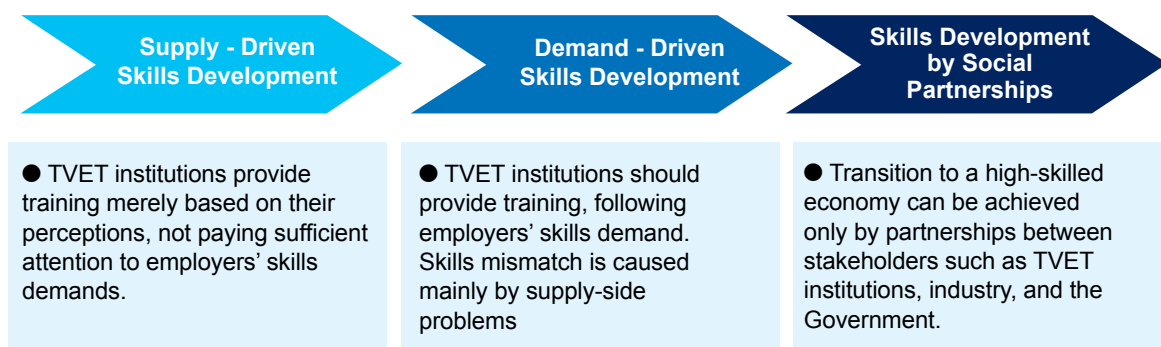 Supply - Driven
Skills Development
Demand - Driven
Skills Development
Skills Development
by Social
Partnerships
● TVET institutions provide
training merely based on their
perceptions, not paying sufficient
attention to employers’ skills
demands.
● TVET institutions should
provide training, following
employers’ skills demand.
Skills mismatch is caused
mainly by supply-side
problems
● Transition to a high-skilled
economy can be achieved
only by partnerships between
stakeholders such as TVET
institutions, industry, and the
Government.